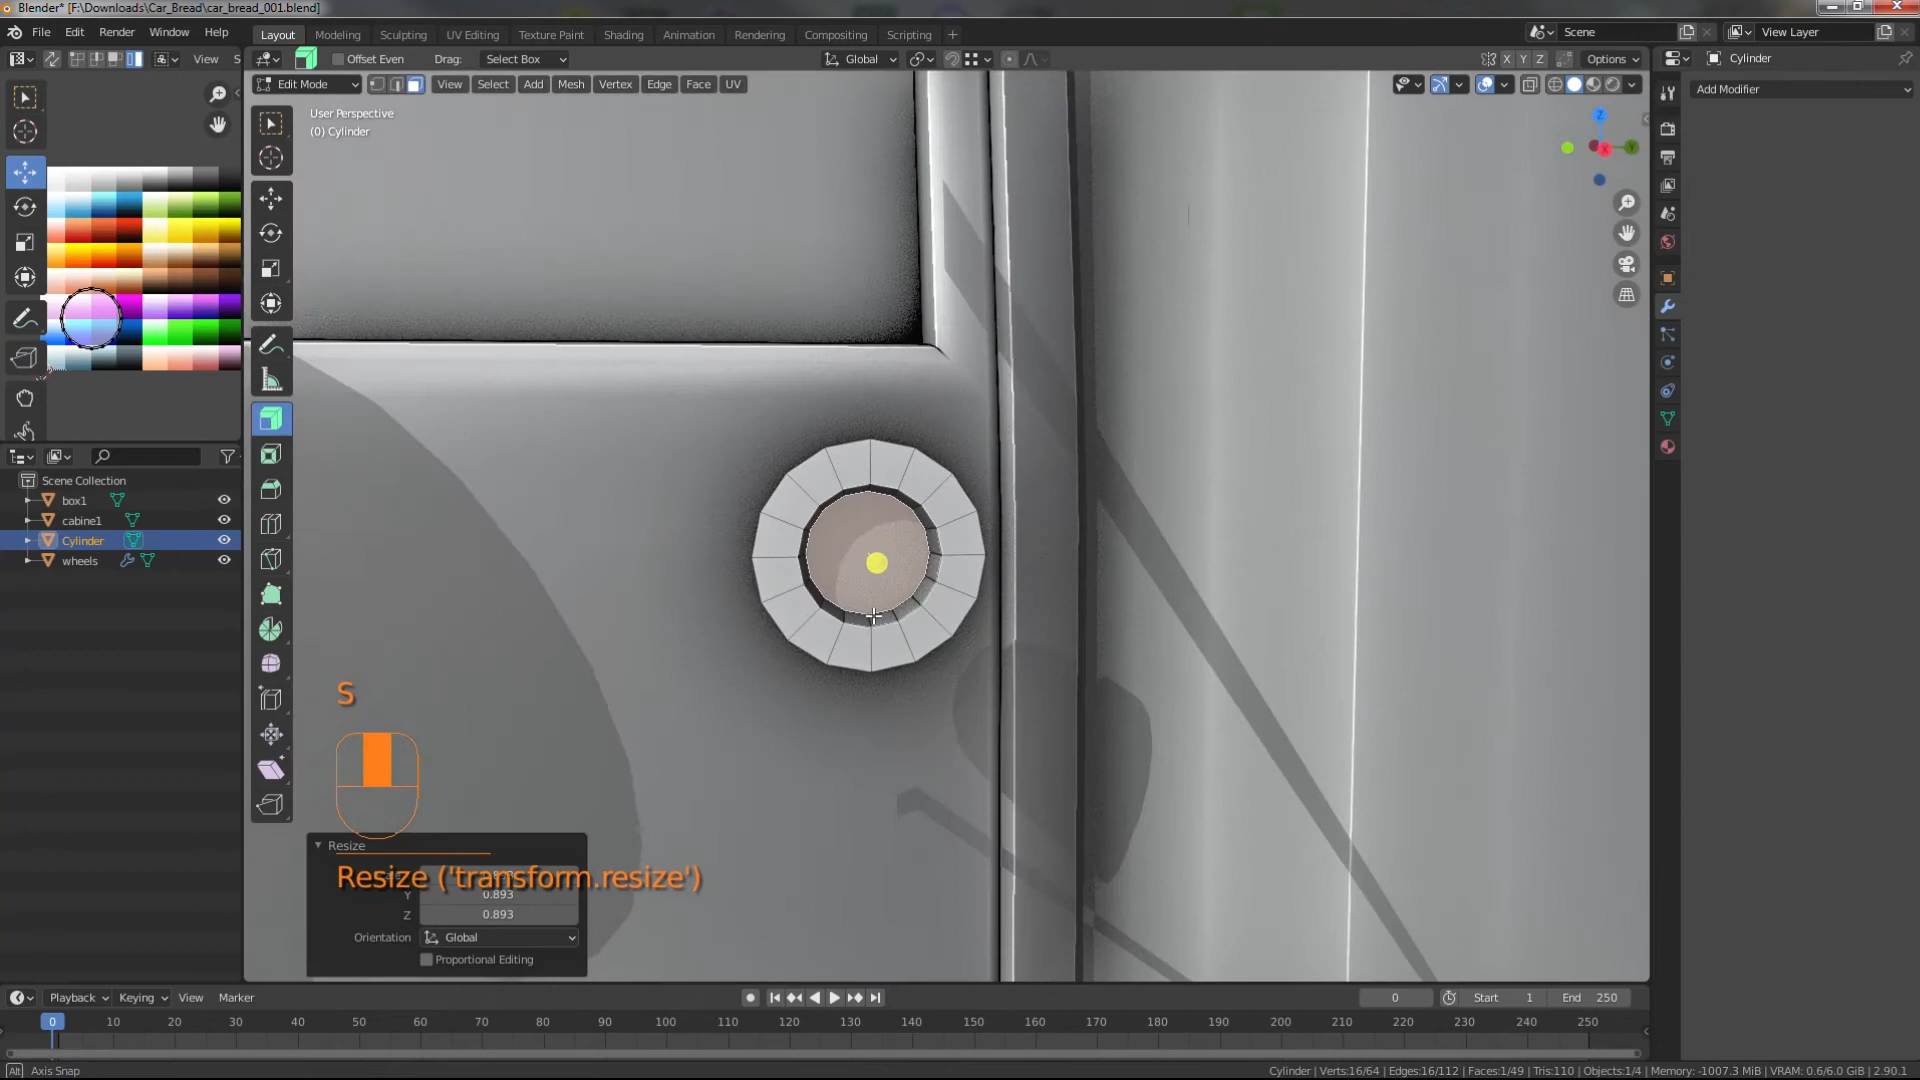 Blender* [F:\Downloads\Car_Bread\car_bread_001.blend]
File Edit Render Window Help
Layout Modeling Sculpting UV Editing Texture Paint Shading Animation Rendering Compositing Scripting +
Scene
View Layer
View S
Offset Even Drag: Select Box
Global
X Y Z
Options
Cylinder
Edit Mode View Select Add Mesh Vertex Edge Face UV
Add Modifier
User Perspective
(0) Cylinder
Z
Y
X
Scene Collection
box1
cabine1
Cylinder
wheels
S
Resize
Resize ('transform.resize')
Y 0.893
Z 0.893
Orientation Global
Proportional Editing
Playback Keying View Marker
0 Start 1 End 250
0 10 20 30 40 50 60 70 80 90 100 110 120 130 140 150 160 170 180 190 200 210 220 230 240 250
Alt Axis Snap
Cylinder | Verts:16/64 | Edges:16/112 | Faces:1/49 | Tris:110 | Objects:1/4 | Memory: -1007.3 MiB | VRAM: 0.6/6.0 GiB | 2.90.1